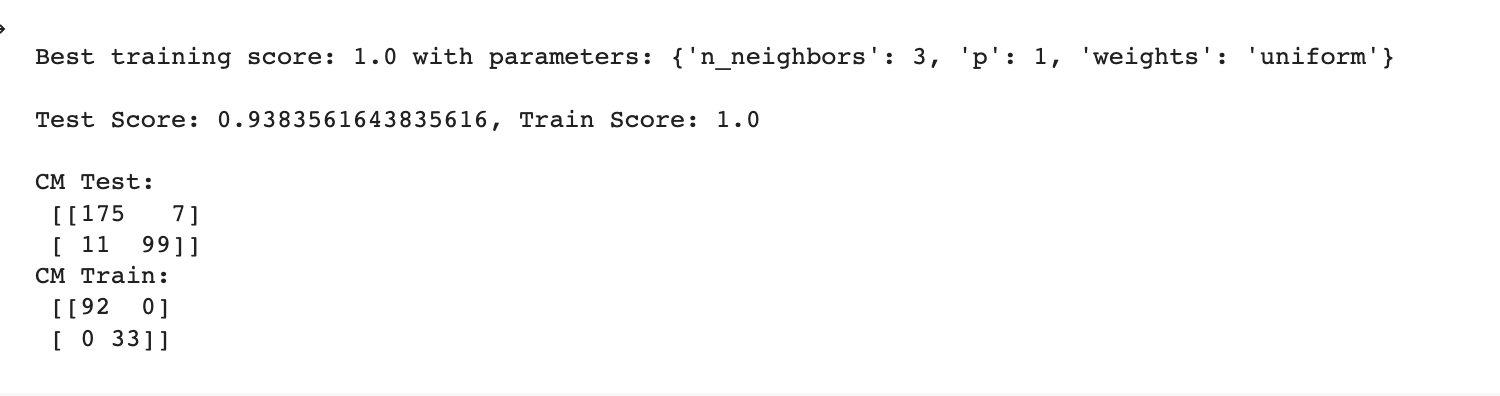 Best training score: 1.0 with parameters: {'n_neighbors': 3, 'p': 1, 'weights': 'uniform'}
Test Score: 0.9383561643835616, Train Score: 1.0
CM Test:
[[175   7]
[ 11  99]]
CM Train:
[[92  0]
[ 0 33]]